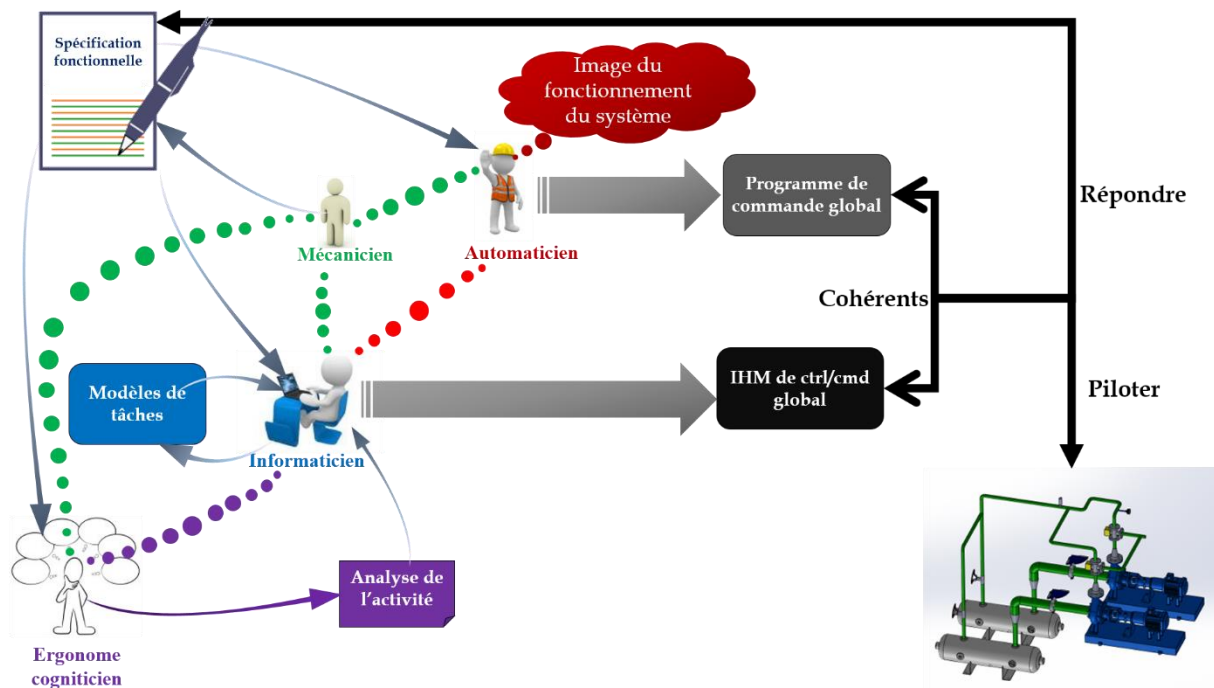 Spécification
fonctionnelle
Image du
fonctionnement
du système
Programme de
commande global
Répondre
Mécanicien
Automaticien
Cohérents
Modèles de
tâches
IHM de ctrl/cmd
global
Piloter
Informaticien
Analyse de
l'activité
Ergonome
cogniticien